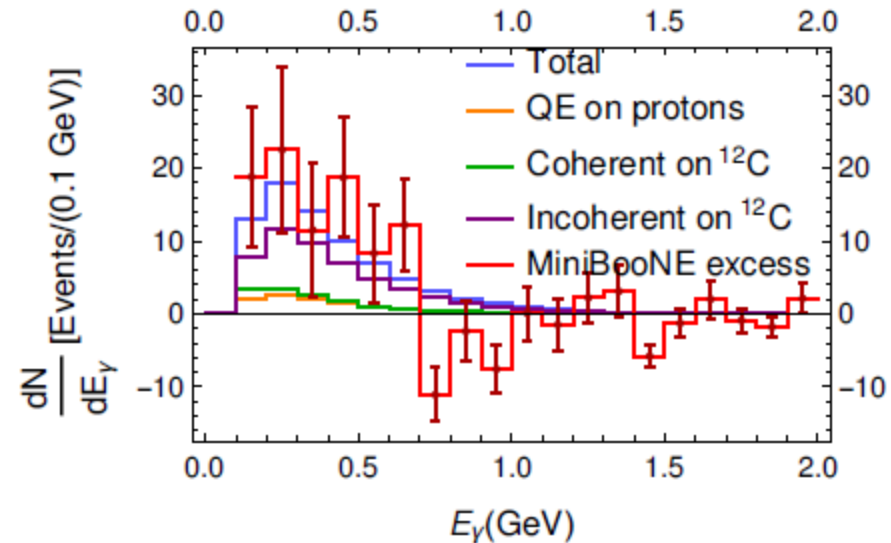 0.0 0.5 1.0 1.5 2.0
Total
QE on protons
Coherent on ¹²C
Incoherent on ¹²C
MiniBooNE excess
30 30
20 20
10 10
0 0
−10 −10
dN
dEγ
[Events/(0.1 GeV)]
0.0 0.5 1.0 1.5 2.0
Eγ(GeV)